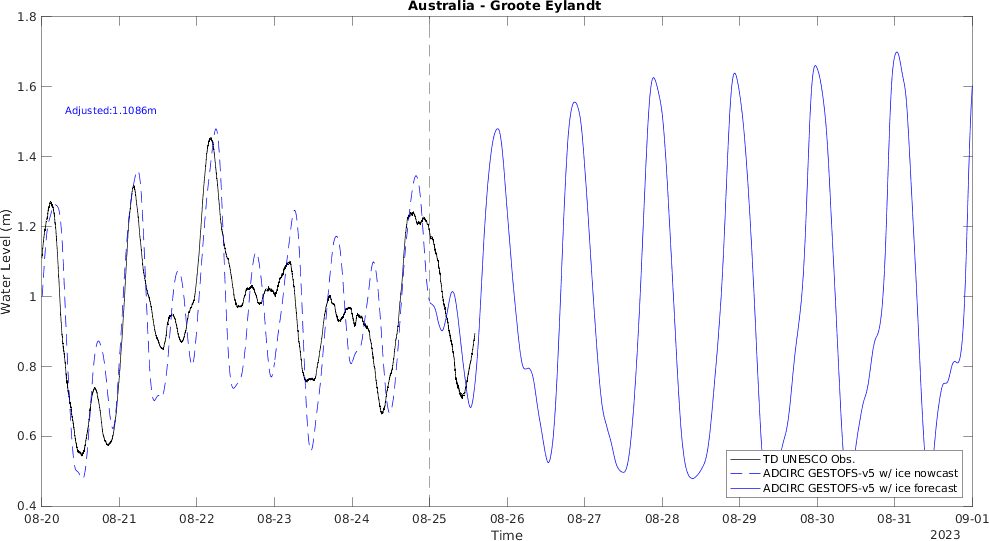 Australia - Groote Eylandt
1.8
1.6
Adjusted:1.1086m
1.4
1.2
1
0.8
0.6
0.4
Water Level (m)
TD UNESCO Obs.
ADCIRC GESTOFS-v5 w/ ice nowcast
ADCIRC GESTOFS-v5 w/ ice forecast
08-20 08-21 08-22 08-23 08-24 08-25 08-26 08-27 08-28 08-29 08-30 08-31 09-01
Time
2023